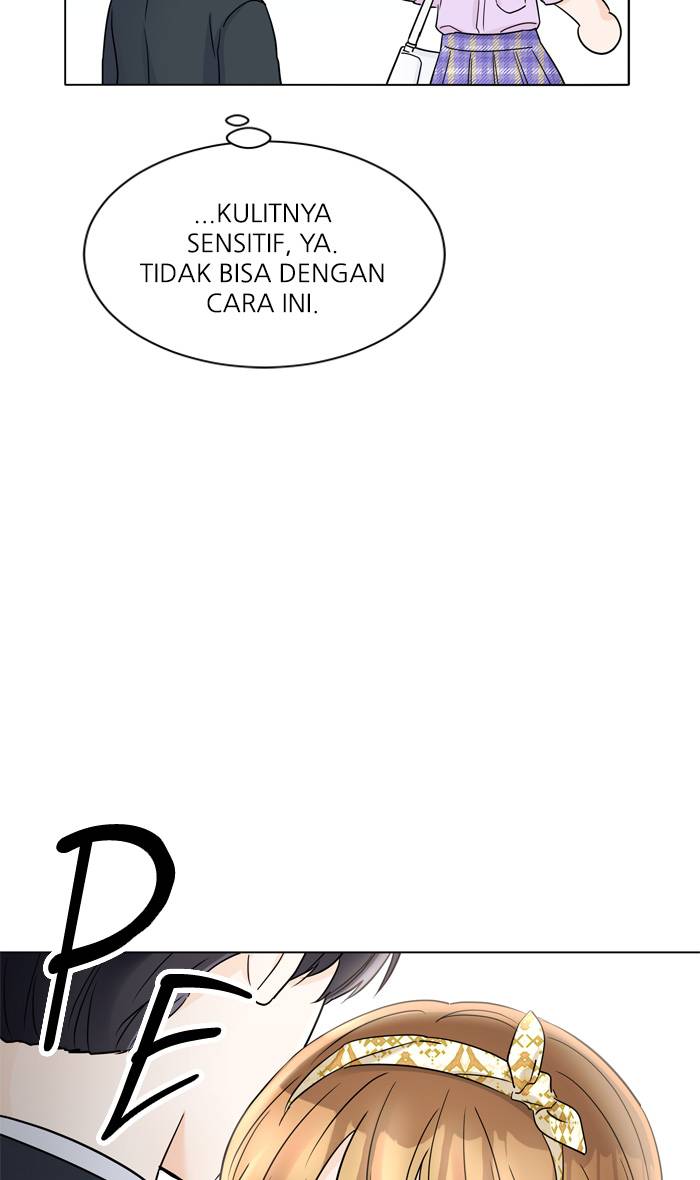 ...KULITNYA
SENSITIF, YA.
TIDAK BISA DENGAN
CARA INI.
PE